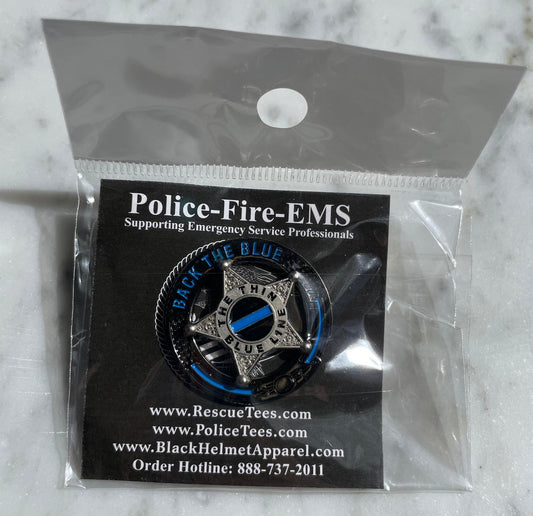 Police-Fire-EMS
Supporting Emergency Service Professionals
BACK THE BLUE
THE THIN
BLUE LINE
www.RescueTees.com
www.PoliceTees.com
www.BlackHelmetApparel.com
Order Hotline: 888-737-2011